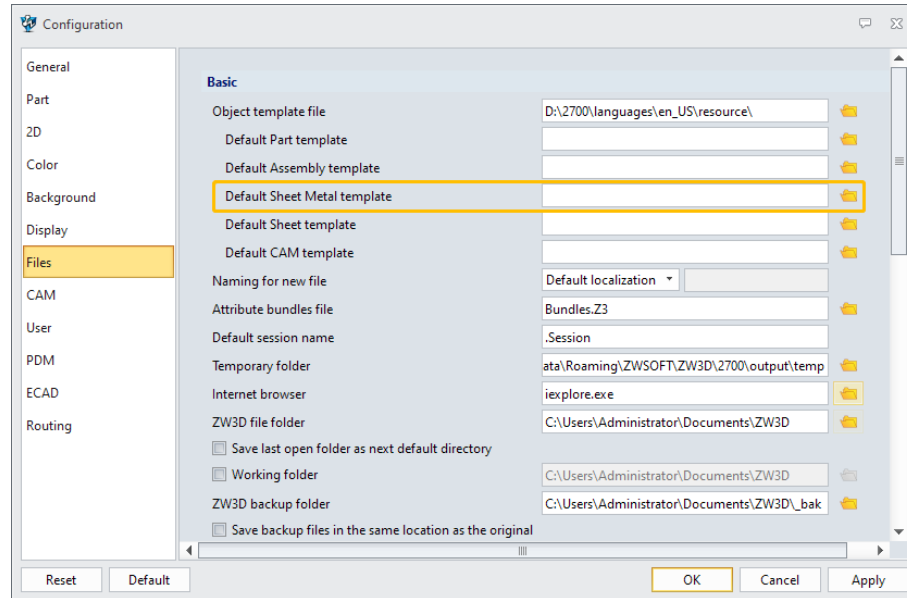 Configuration
General
Part
2D
Color
Background
Display
Files
CAM
User
PDM
ECAD
Routing
Basic
Object template file D:\2700\languages\en_US\resource\
Default Part template
Default Assembly template
Default Sheet Metal template
Default Sheet template
Default CAM template
Naming for new file Default localization
Attribute bundles file Bundles.Z3
Default session name .Session
Temporary folder ata\Roaming\ZWSOFT\ZW3D\2700\output\temp
Internet browser iexplore.exe
ZW3D file folder C:\Users\Administrator\Documents\ZW3D
Save last open folder as next default directory
Working folder C:\Users\Administrator\Documents\ZW3D
ZW3D backup folder C:\Users\Administrator\Documents\ZW3D\_bak
Save backup files in the same location as the original
Reset Default OK Cancel Apply